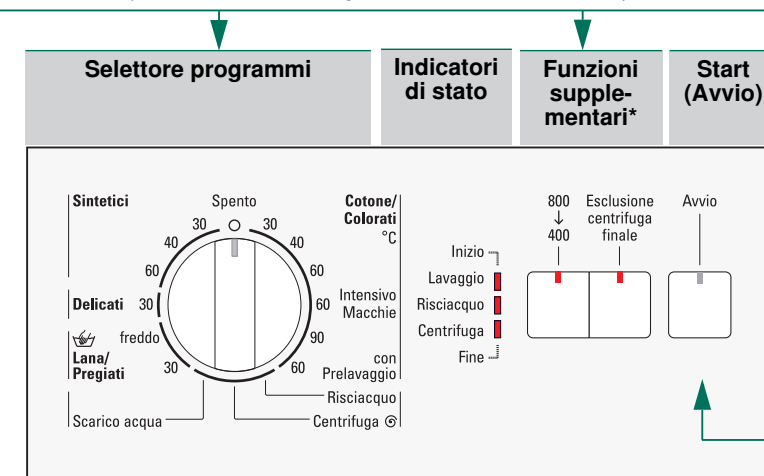 Selettore programmi
Indicatori
di stato
Funzioni
supple-
mentari*
Start
(Avvio)
Sintetici
Spento
Cotone/
Colorati
°C
30
30
40
40
60
60
Delicati
30
60
Intensivo
Macchie
freddo
90
Lana/
Pregiati
30
60
con
Prelavaggio
Risciacquo
Scarico acqua
Centrifuga
Inizio
Lavaggio
Risciacquo
Centrifuga
Fine
800
↓
400
Esclusione
centrifuga
finale
Avvio